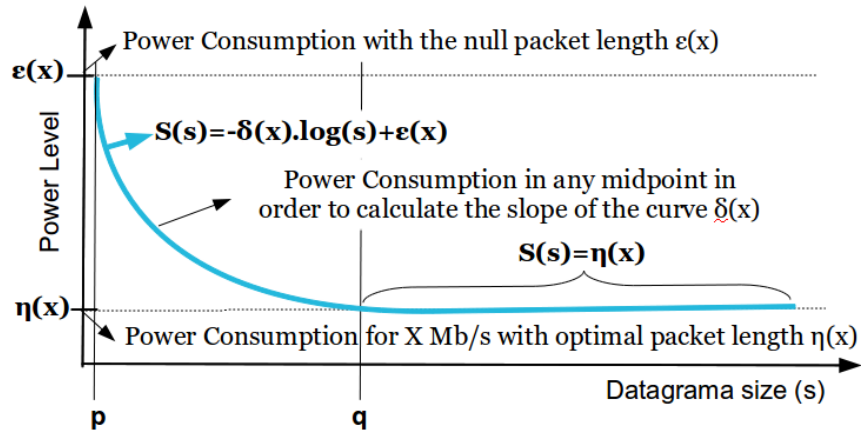 Power Consumption with the null packet length ε(x)
ε(x)
S(s)=-δ(x).log(s)+ε(x)
Power Level
Power Consumption in any midpoint in
order to calculate the slope of the curve δ(x)
S(s)=η(x)
η(x)
Power Consumption for X Mb/s with optimal packet length η(x)
Datagrama size (s)
p
q